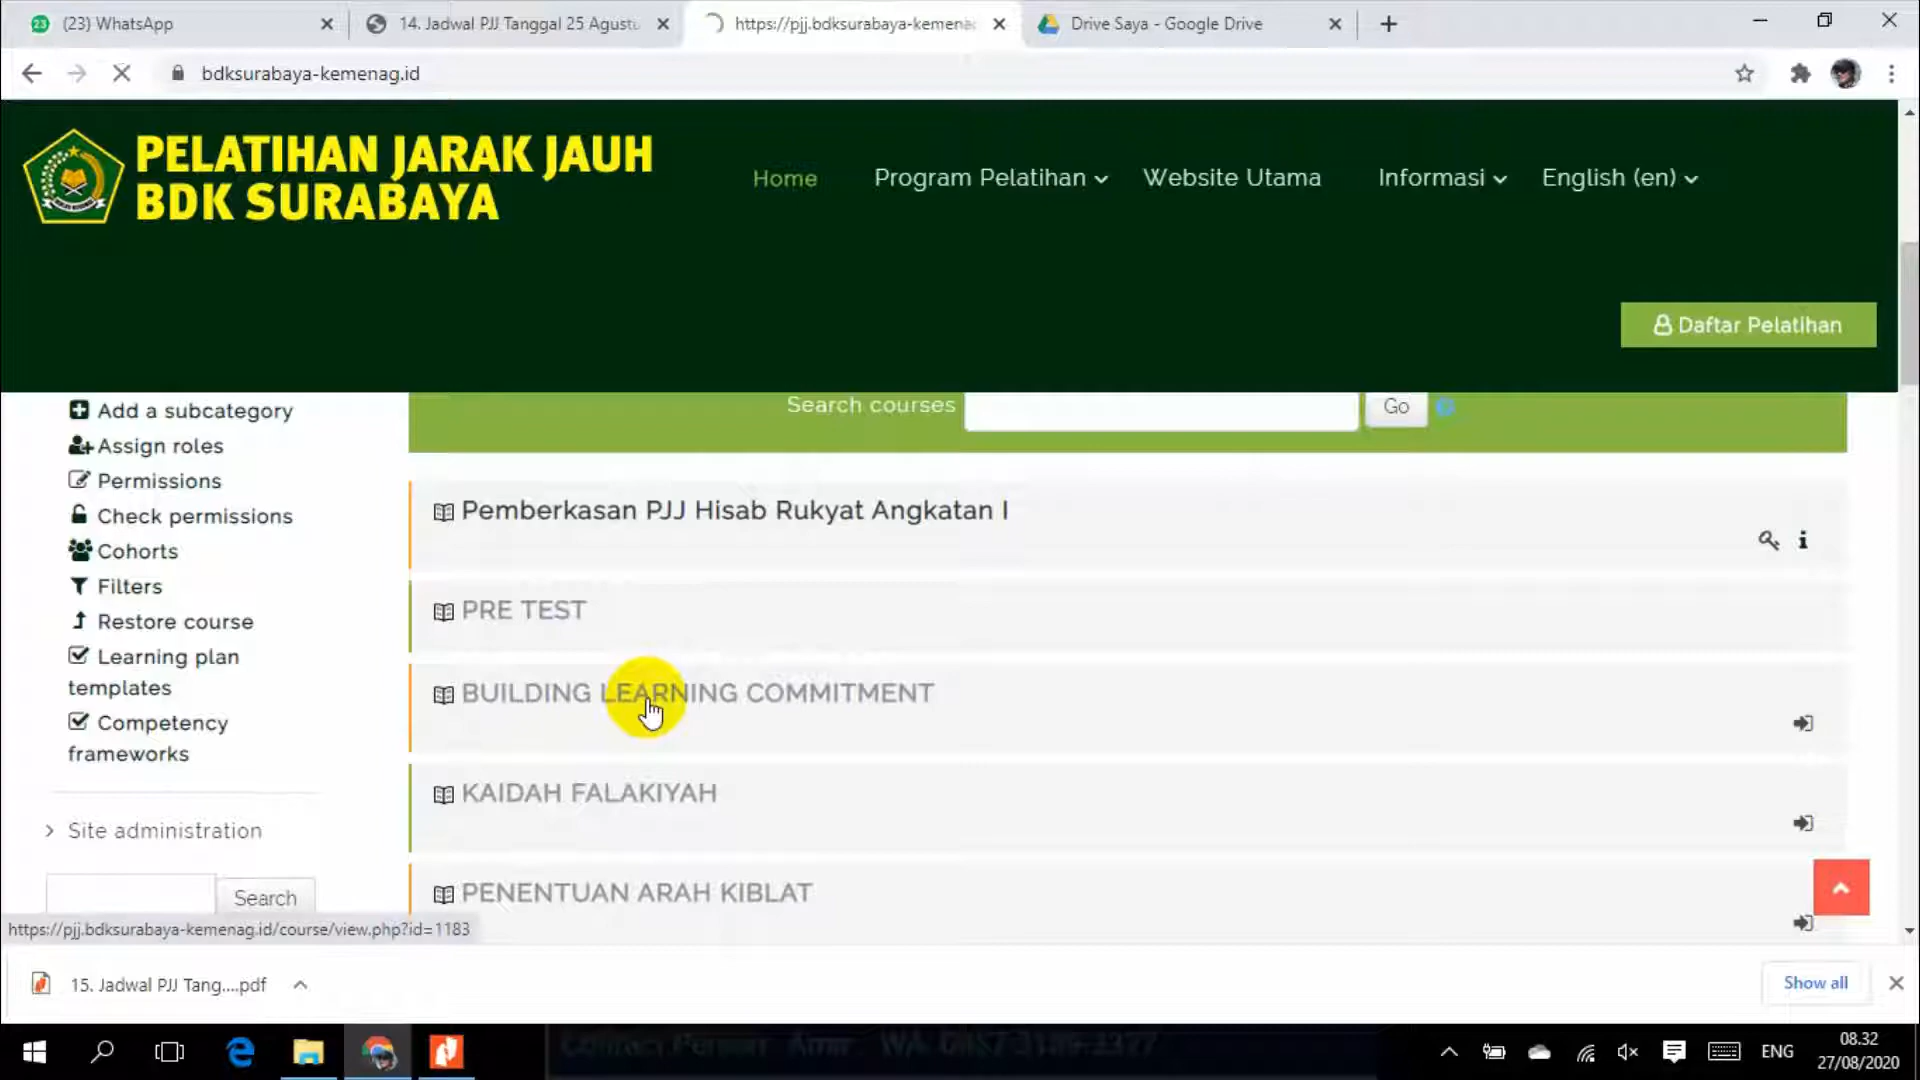 (23) WhatsApp
14. Jadwal PJJ Tanggal 25 Agustu
https://pjj.bdksurabaya-kemenag
Drive Saya - Google Drive
bdksurabaya-kemenag.id
PELATIHAN JARAK JAUH
BDK SURABAYA
Home
Program Pelatihan
Website Utama
Informasi
English (en)
Daftar Pelatihan
Add a subcategory
Assign roles
Permissions
Check permissions
Cohorts
Filters
Restore course
Learning plan
templates
Competency
frameworks
Site administration
Search
Search courses
Go
Pemberkasan PJJ Hisab Rukyat Angkatan I
PRE TEST
BUILDING LEARNING COMMITMENT
KAIDAH FALAKIYAH
PENENTUAN ARAH KIBLAT
https://pjj.bdksurabaya-kemenag.id/course/view.php?id=1183
15. Jadwal PJJ Tang....pdf
Show all
ENG
08.32
27/08/2020